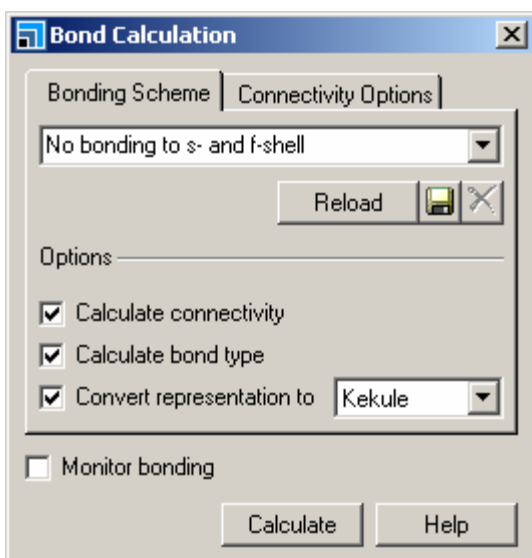 Bond Calculation
Bonding Scheme Connectivity Options
No bonding to s- and f-shell
Reload
Options
Calculate connectivity
Calculate bond type
Convert representation to Kekule
Monitor bonding
Calculate Help